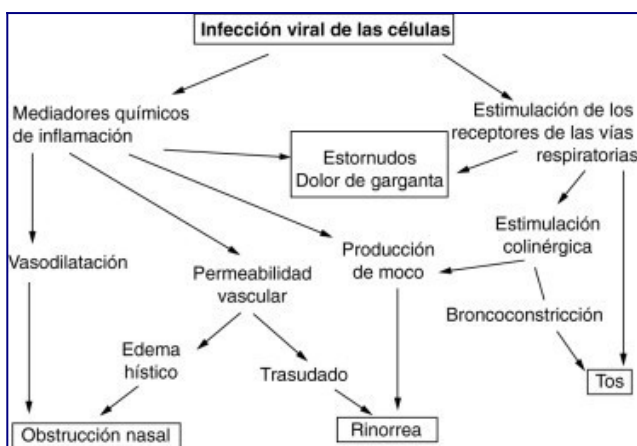 Infección viral de las células
Mediadores químicos
de inflamación
Estimulación de los
receptores de las vías
respiratorias
Estornudos
Dolor de garganta
Estimulación
colinérgica
Vasodilatación
Permeabilidad
vascular
Producción
de moco
Broncoconstricción
Edema
hístico
Trasudado
Tos
Obstrucción nasal
Rinorrea